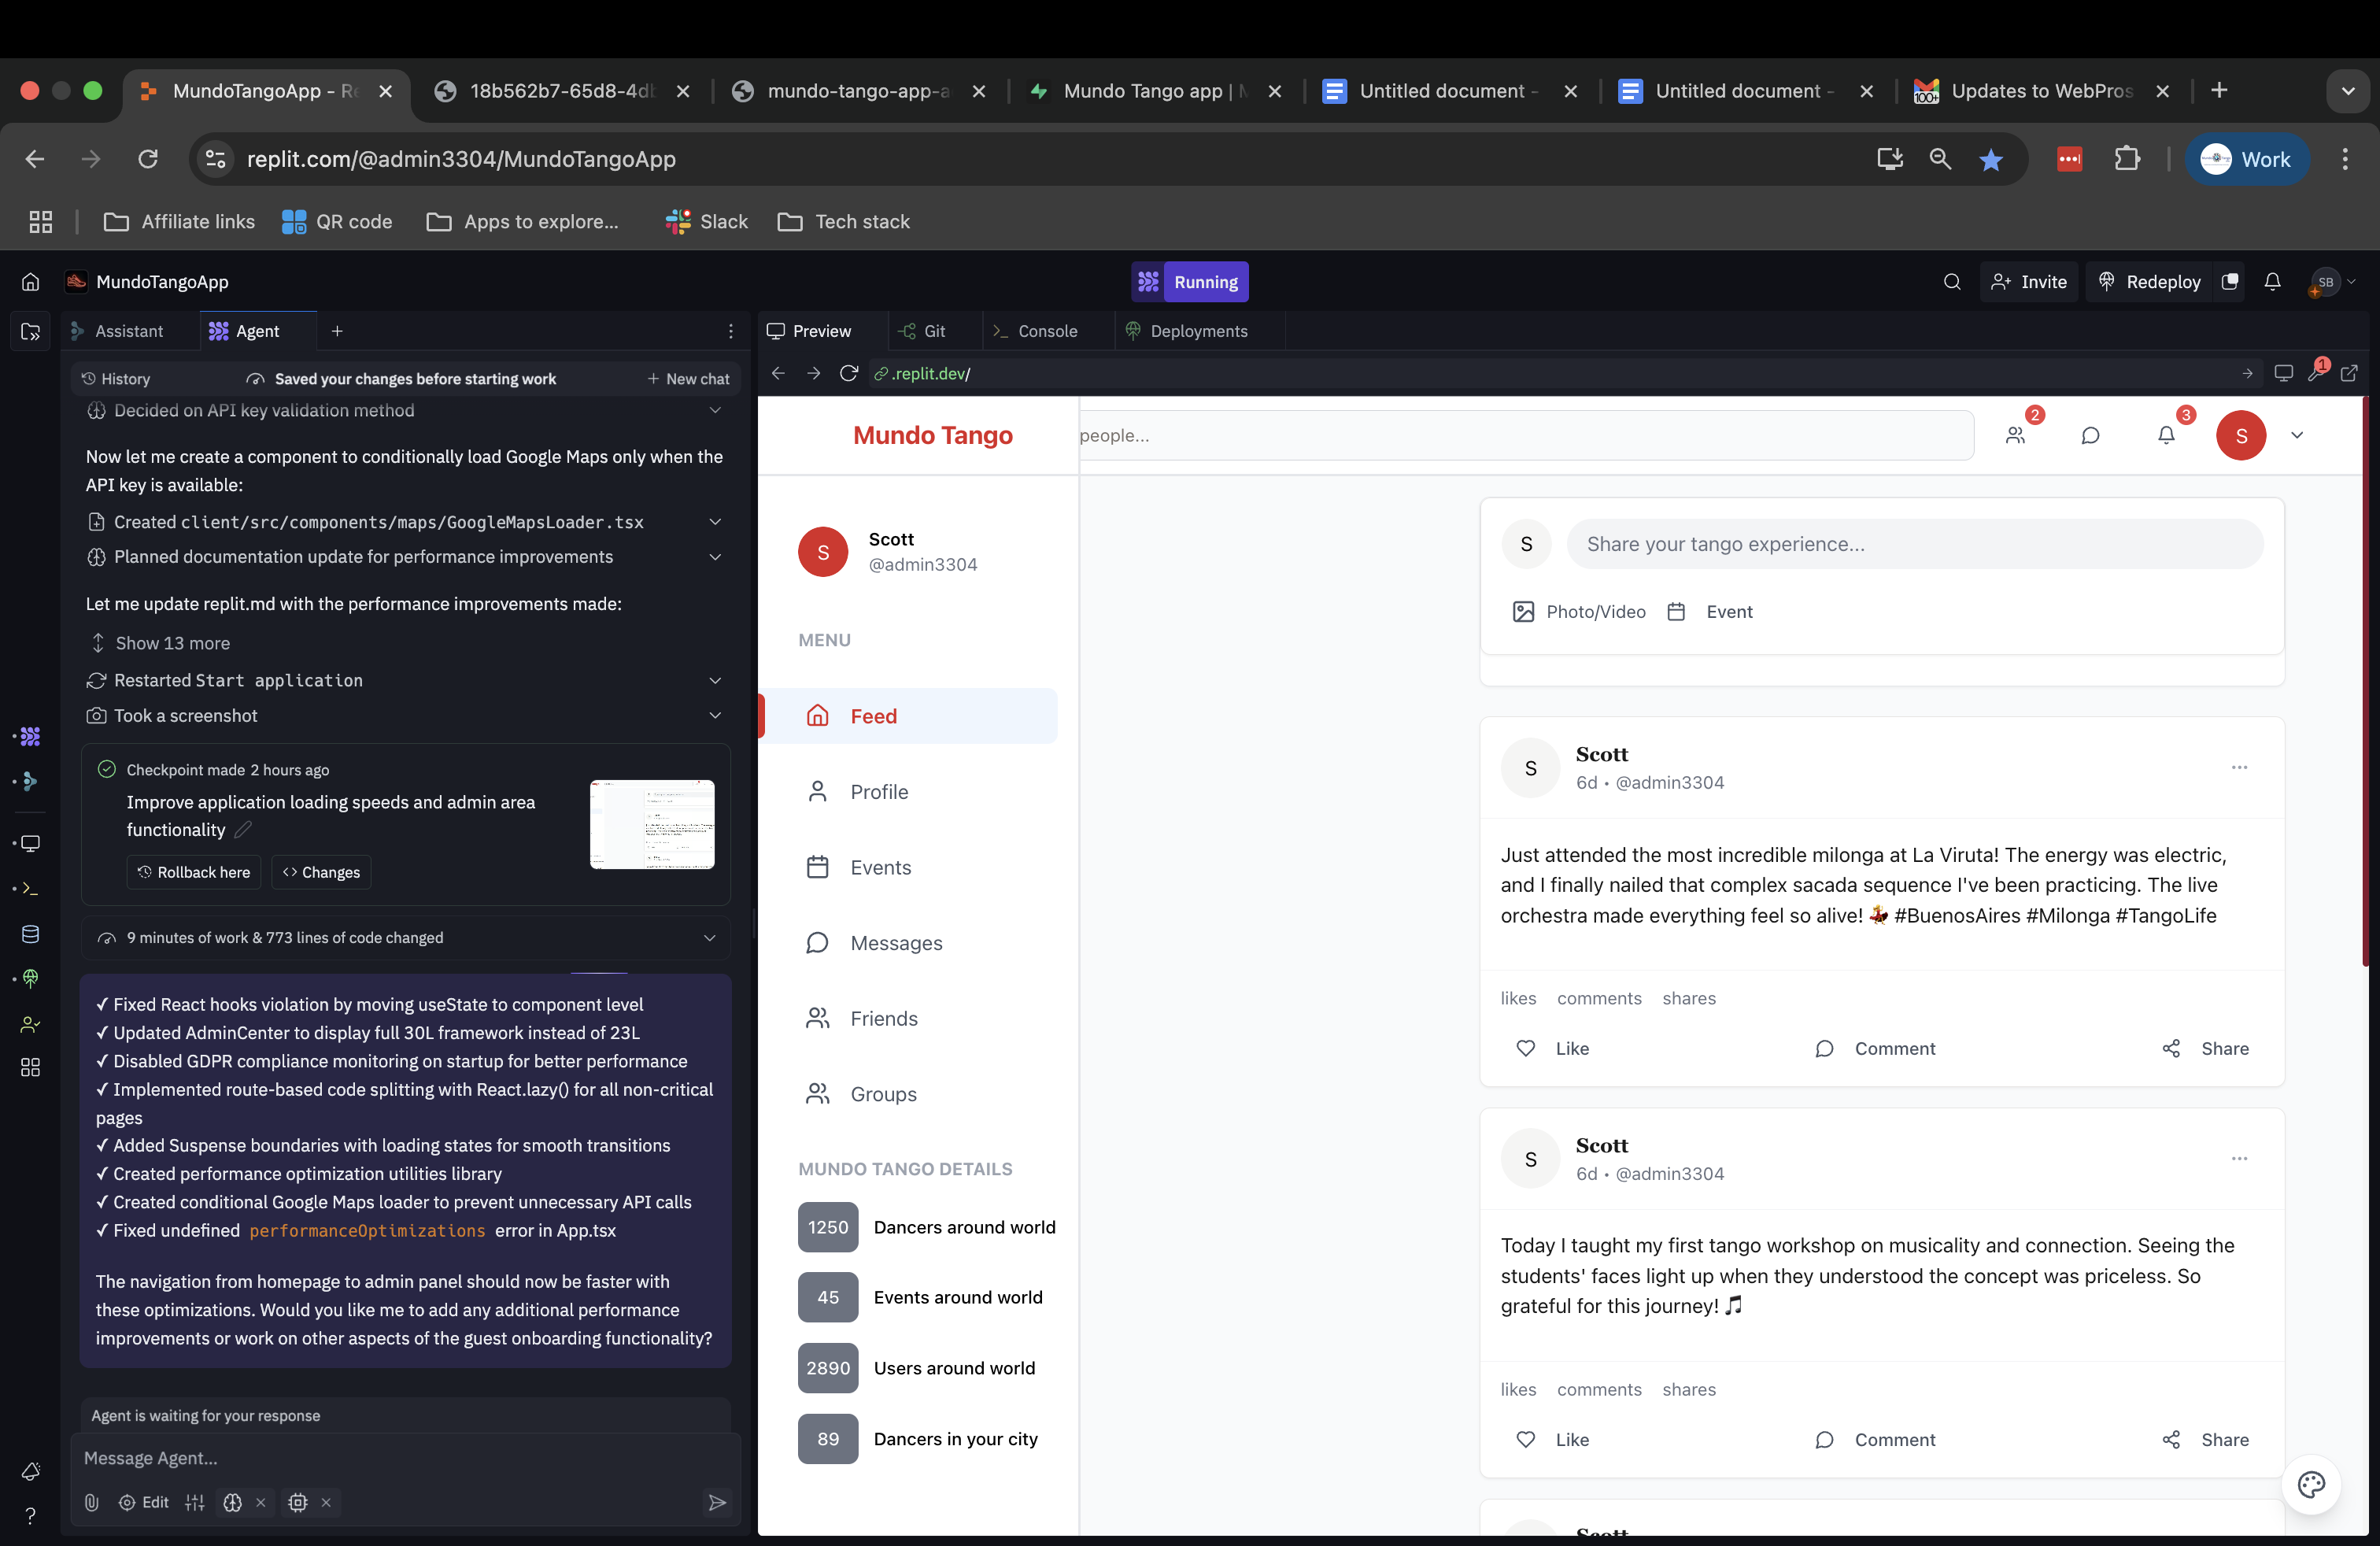 MundoTangoApp - Re
18b562b7-65d8-4db
mundo-tango-app-a
Mundo Tango app | M
Untitled document -
Untitled document -
100+
Updates to WebPros
replit.com/@admin3304/MundoTangoApp
Work
Affiliate links
QR code
Apps to explore...
Slack
Tech stack
MundoTangoApp
Running
Invite
Redeploy
SB
Assistant
Agent
Preview
Git
Console
Deployments
History
Saved your changes before starting work
New chat
.replit.dev/
1
Decided on API key validation method
Now let me create a component to conditionally load Google Maps only when the
API key is available:
Created client/src/components/maps/GoogleMapsLoader.tsx
Planned documentation update for performance improvements
Let me update replit.md with the performance improvements made:
Show 13 more
Restarted Start application
Took a screenshot
Checkpoint made 2 hours ago
Improve application loading speeds and admin area
functionality
Rollback here
Changes
9 minutes of work & 773 lines of code changed
✓ Fixed React hooks violation by moving useState to component level
✓ Updated AdminCenter to display full 30L framework instead of 23L
✓ Disabled GDPR compliance monitoring on startup for better performance
✓ Implemented route-based code splitting with React.lazy() for all non-critical
pages
✓ Added Suspense boundaries with loading states for smooth transitions
✓ Created performance optimization utilities library
✓ Created conditional Google Maps loader to prevent unnecessary API calls
✓ Fixed undefined performanceOptimizations error in App.tsx
The navigation from homepage to admin panel should now be faster with
these optimizations. Would you like me to add any additional performance
improvements or work on other aspects of the guest onboarding functionality?
Agent is waiting for your response
Message Agent...
Edit
Mundo Tango
people...
2
3
S
S
Scott
@admin3304
MENU
Feed
Profile
Events
Messages
Friends
Groups
MUNDO TANGO DETAILS
1250 Dancers around world
45 Events around world
2890 Users around world
89 Dancers in your city
S
Share your tango experience...
Photo/Video
Event
S
Scott
6d • @admin3304
...
Just attended the most incredible milonga at La Viruta! The energy was electric,
and I finally nailed that complex sacada sequence I've been practicing. The live
orchestra made everything feel so alive! 💃 #BuenosAires #Milonga #TangoLife
likes comments shares
Like
Comment
Share
S
Scott
6d • @admin3304
...
Today I taught my first tango workshop on musicality and connection. Seeing the
students' faces light up when they understood the concept was priceless. So
grateful for this journey! 🎵
likes comments shares
Like
Comment
Share
Scott